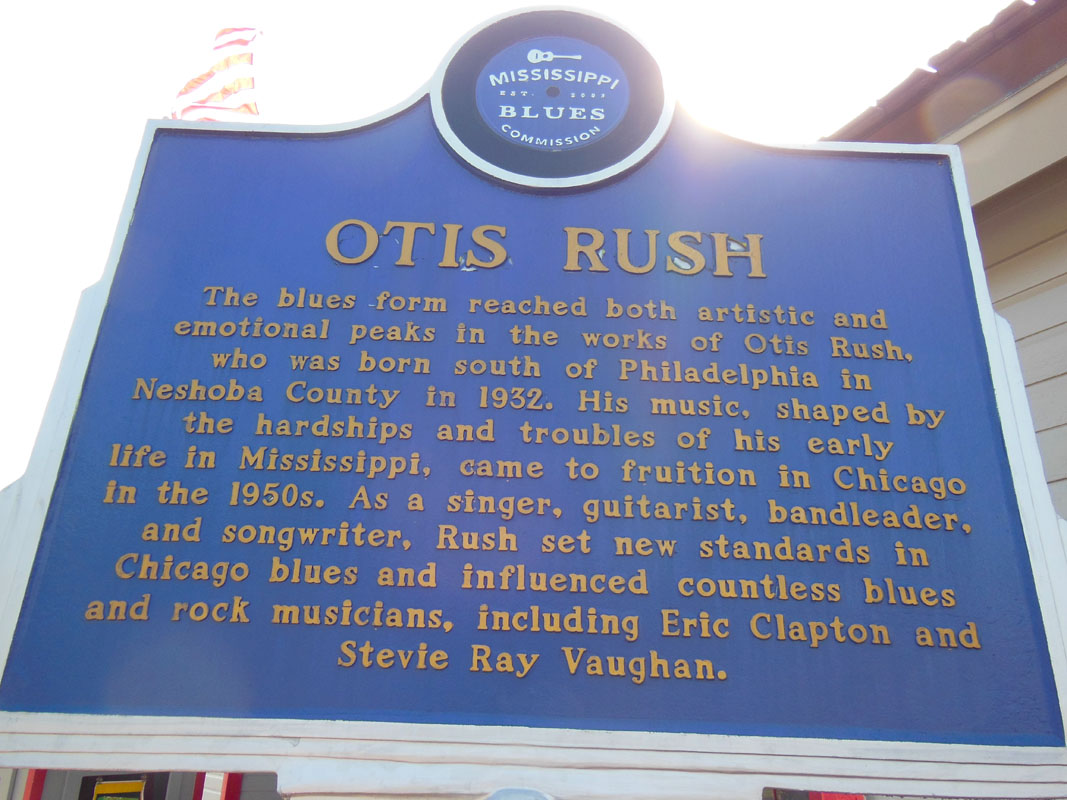 MISSISSIPPI
EST. 2003
BLUES
COMMISSION
OTIS RUSH
The blues form reached both artistic and
emotional peaks in the works of Otis Rush,
who was born south of Philadelphia in
Neshoba County in 1932. His music, shaped by
the hardships and troubles of his early
life in Mississippi, came to fruition in Chicago
in the 1950s. As a singer, guitarist, bandleader,
and songwriter, Rush set new standards in
Chicago blues and influenced countless blues
and rock musicians, including Eric Clapton and
Stevie Ray Vaughan.